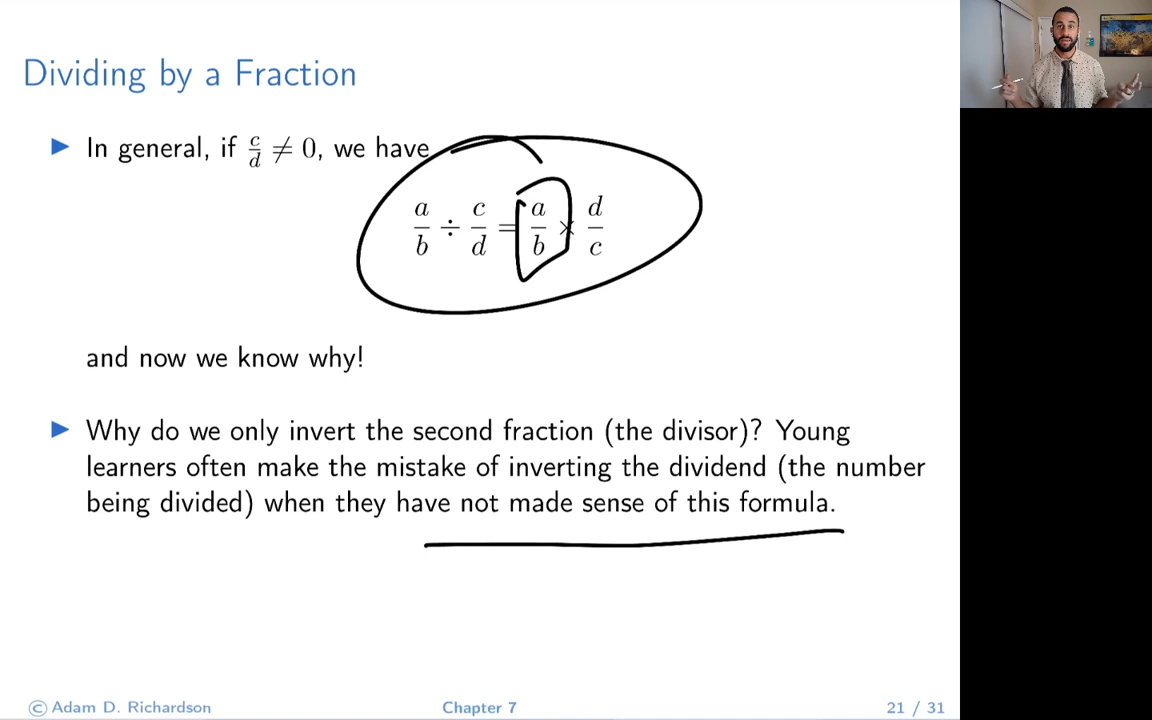 Dividing by a Fraction
▶ In general, if c/d ≠ 0, we have
a/b ÷ c/d = a/b × d/c
and now we know why!
▶ Why do we only invert the second fraction (the divisor)? Young
learners often make the mistake of inverting the dividend (the number
being divided) when they have not made sense of this formula.
© Adam D. Richardson Chapter 7 21 / 31